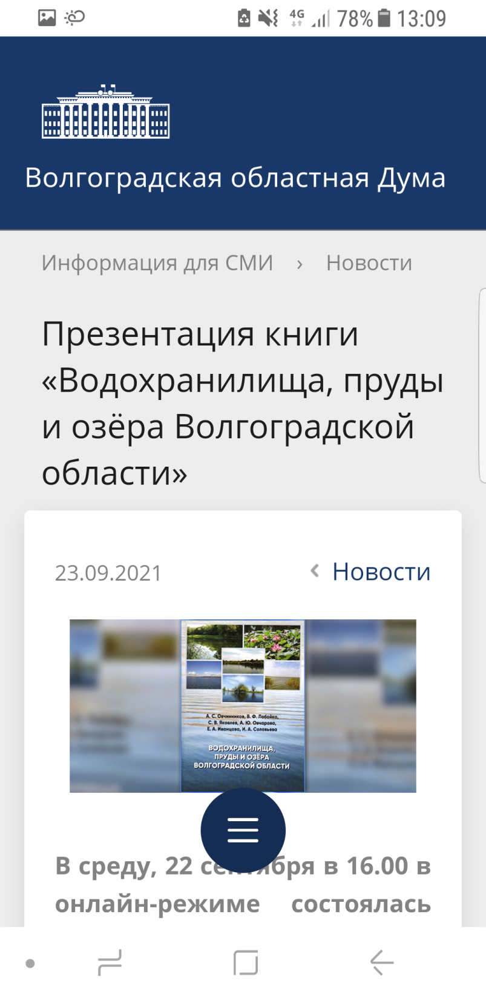 4G 78% 13:09
Волгоградская областная Дума
Информация для СМИ › Новости
Презентация книги
«Водохранилища, пруды
и озёра Волгоградской
области»
23.09.2021 Новости
А. С. Овчинников, В. Ф. Лобойко,
С. В. Яковлев, А. Ю. Овчарова,
Е. А. Иванцова, И. А. Соловьева
ВОДОХРАНИЛИЩА,
ПРУДЫ И ОЗЁРА
ВОЛГОГРАДСКОЙ ОБЛАСТИ
В среду, 22 сентября в 16.00 в
онлайн-режиме состоялась